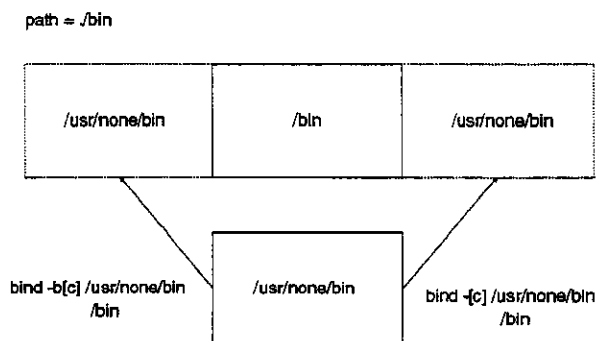 path = ./bin
/usr/none/bin
/bin
/usr/none/bin
bind -b[c] /usr/none/bin
/bin
/usr/none/bin
bind -[c] /usr/none/bin
/bin